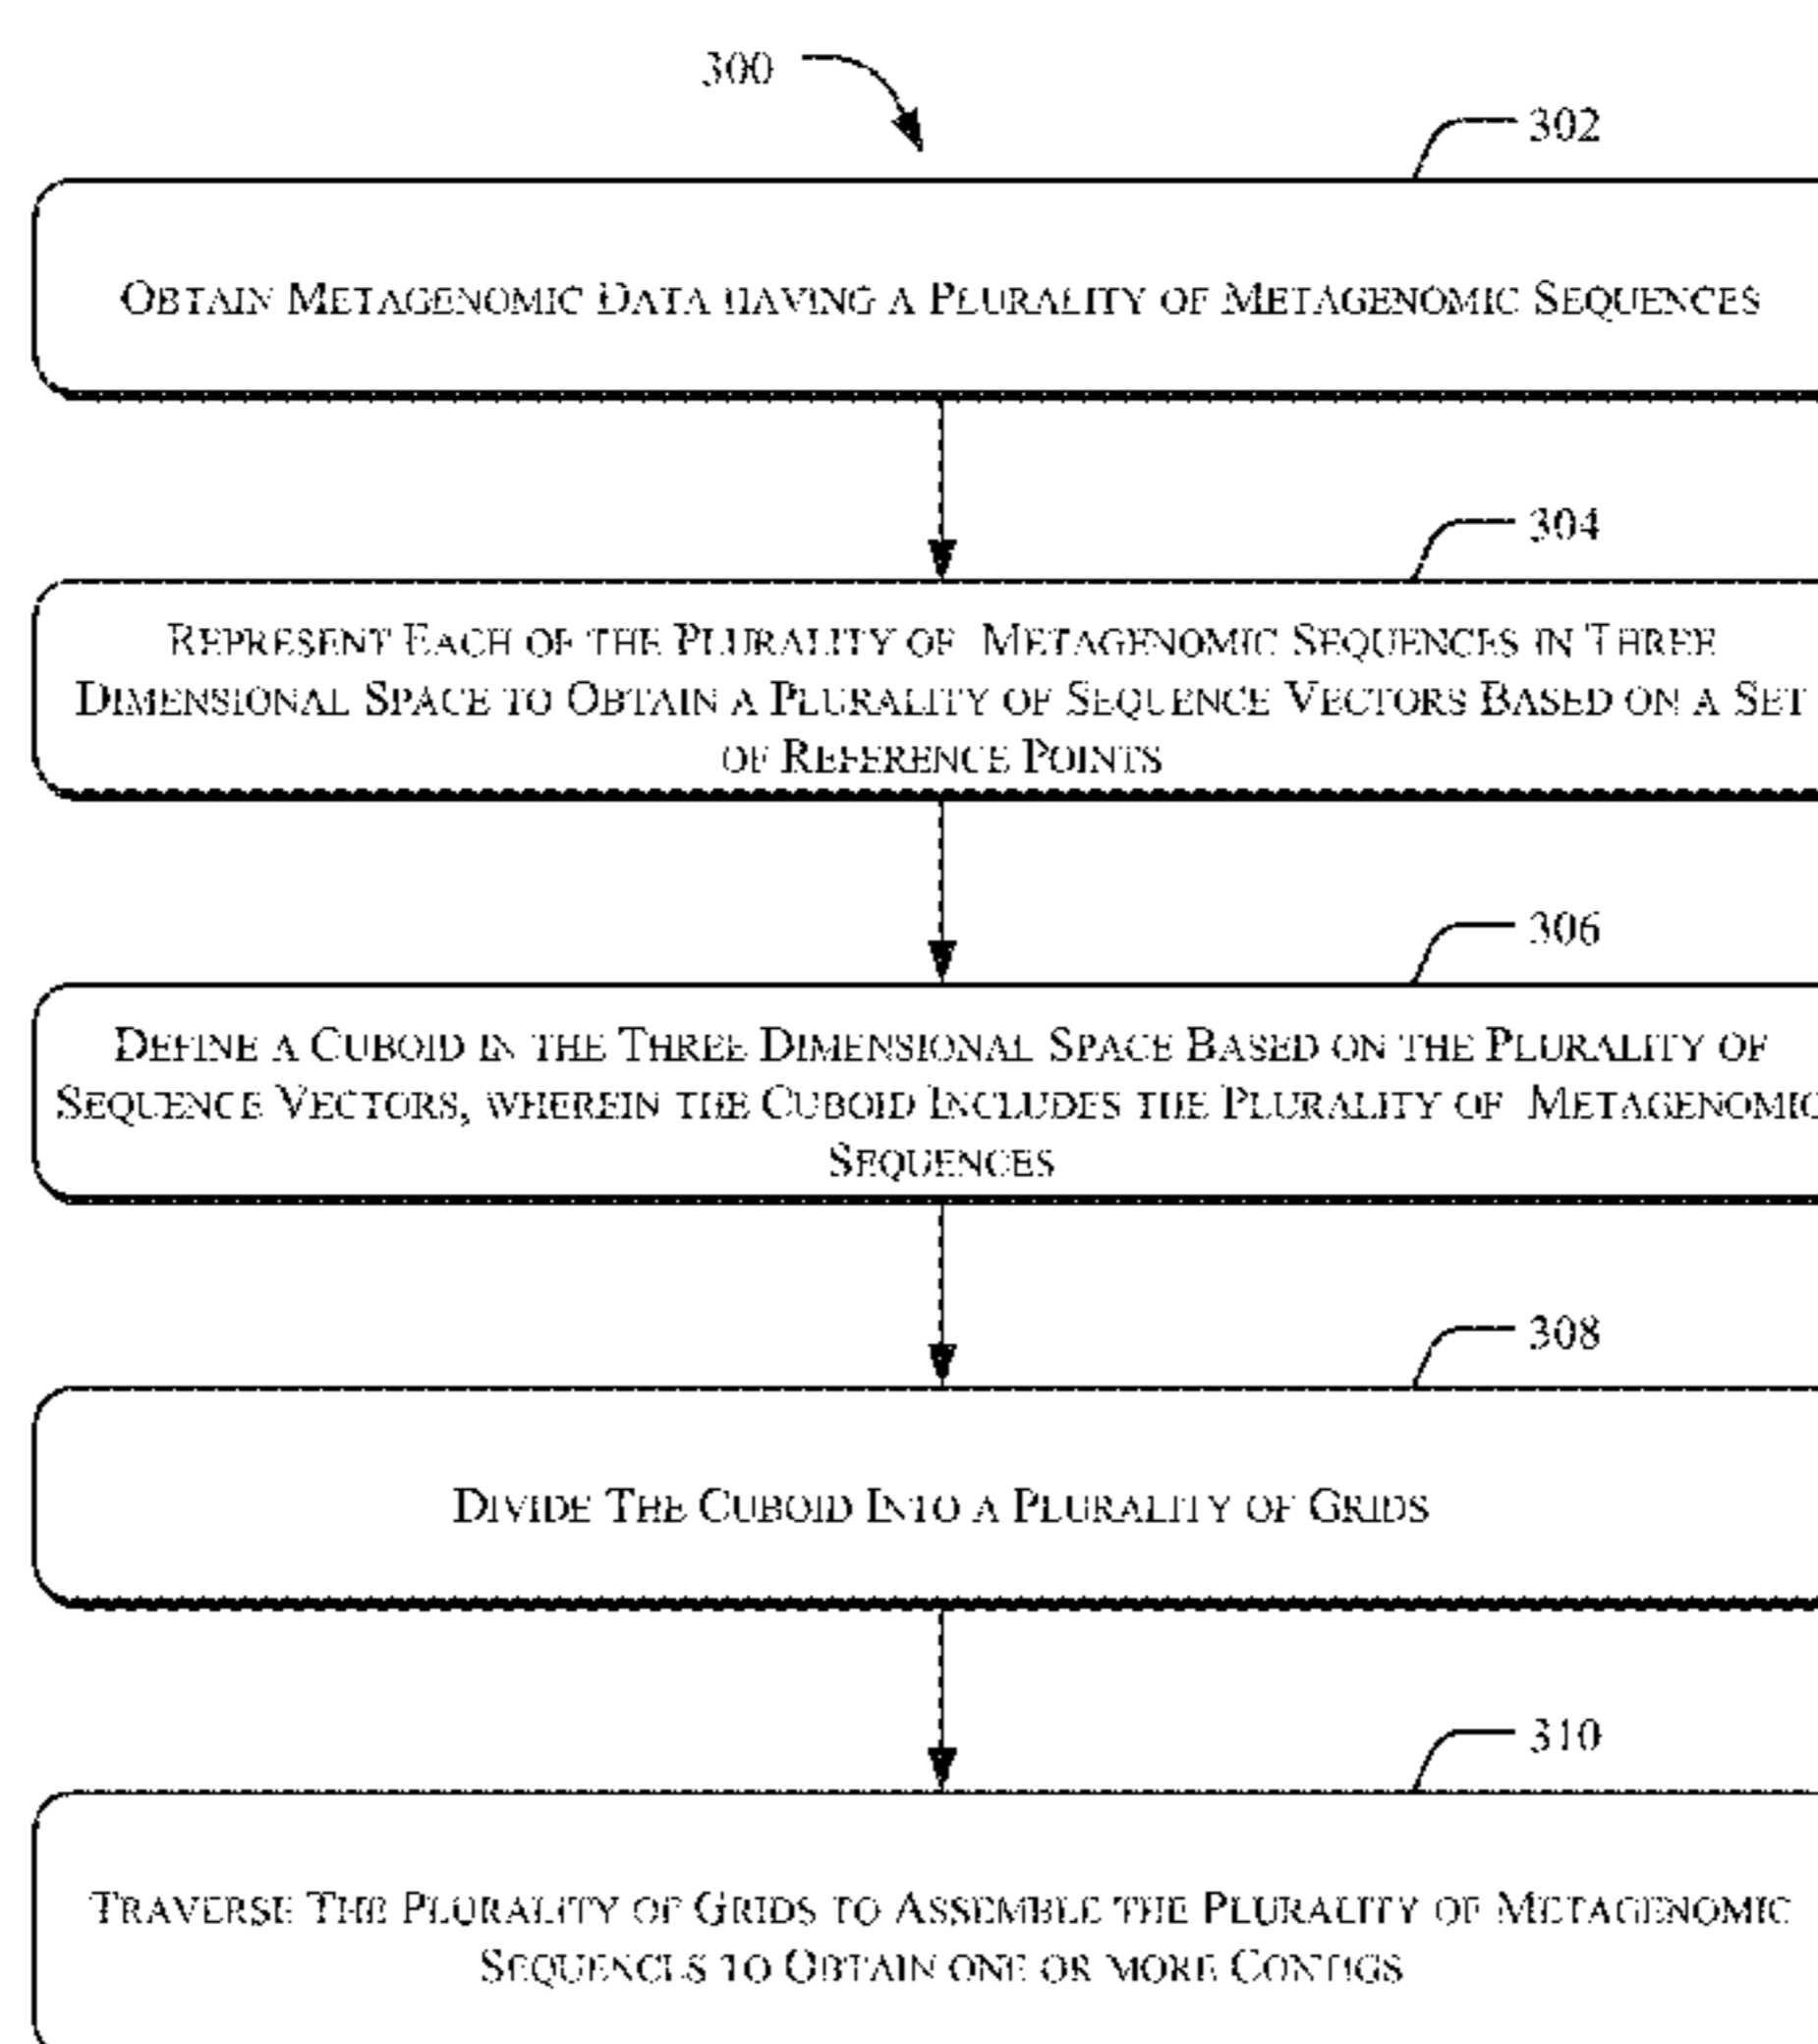 300
302
OBTAIN METAGENOMIC DATA HAVING A PLURALITY OF METAGENOMIC SEQUENCES
304
REPRESENT EACH OF THE PLURALITY OF METAGENOMIC SEQUENCES IN THREE
DIMENSIONAL SPACE TO OBTAIN A PLURALITY OF SEQUENCE VECTORS BASED ON A SET
OF REFERENCE POINTS
306
DEFINE A CUBOID IN THE THREE DIMENSIONAL SPACE BASED ON THE PLURALITY OF
SEQUENCE VECTORS, WHEREIN THE CUBOID INCLUDES THE PLURALITY OF METAGENOMIC
SEQUENCES
308
DIVIDE THE CUBOID INTO A PLURALITY OF GRIDS
310
TRAVERSE THE PLURALITY OF GRIDS TO ASSEMBLE THE PLURALITY OF METAGENOMIC
SEQUENCES TO OBTAIN ONE OR MORE CONTIGS